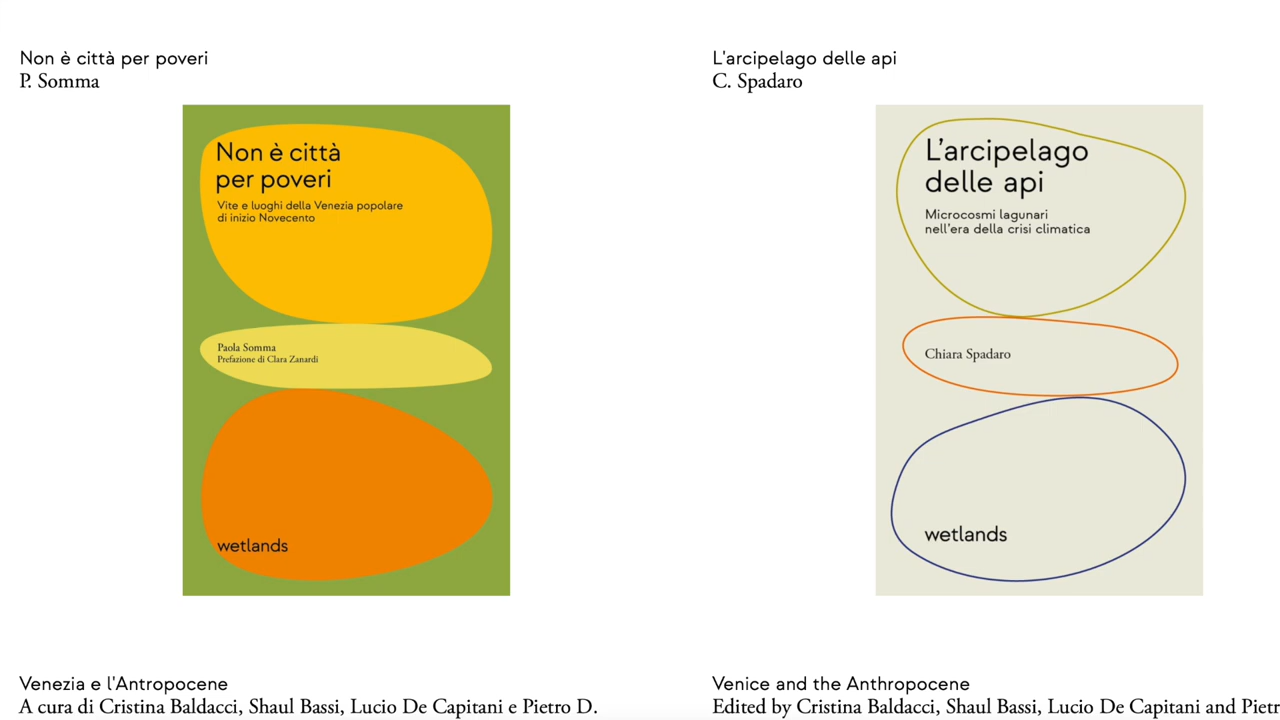 Non è città per poveri
P. Somma
Non è città
per poveri
Vite e luoghi della Venezia popolare
di inizio Novecento
Paola Somma
Prefazione di Clara Zanardi
wetlands
L'arcipelago delle api
C. Spadaro
L'arcipelago
delle api
Microcosmi lagunari
nell'era della crisi climatica
Chiara Spadaro
wetlands
Venezia e l'Antropocene
A cura di Cristina Baldacci, Shaul Bassi, Lucio De Capitani e Pietro D.
Venice and the Anthropocene
Edited by Cristina Baldacci, Shaul Bassi, Lucio De Capitani and Pietr